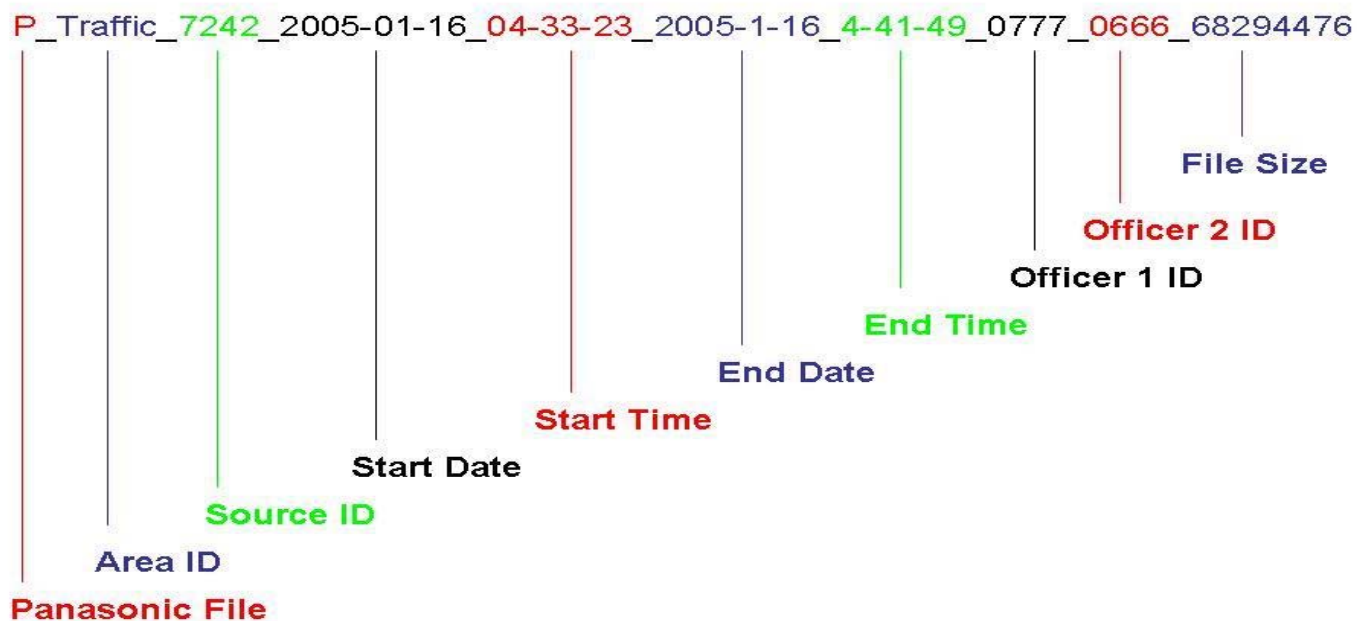 P_Traffic_7242_2005-01-16_04-33-23_2005-1-16_4-41-49_0777_0666_68294476
File Size
Officer 2 ID
Officer 1 ID
End Time
End Date
Start Time
Start Date
Source ID
Area ID
Panasonic File